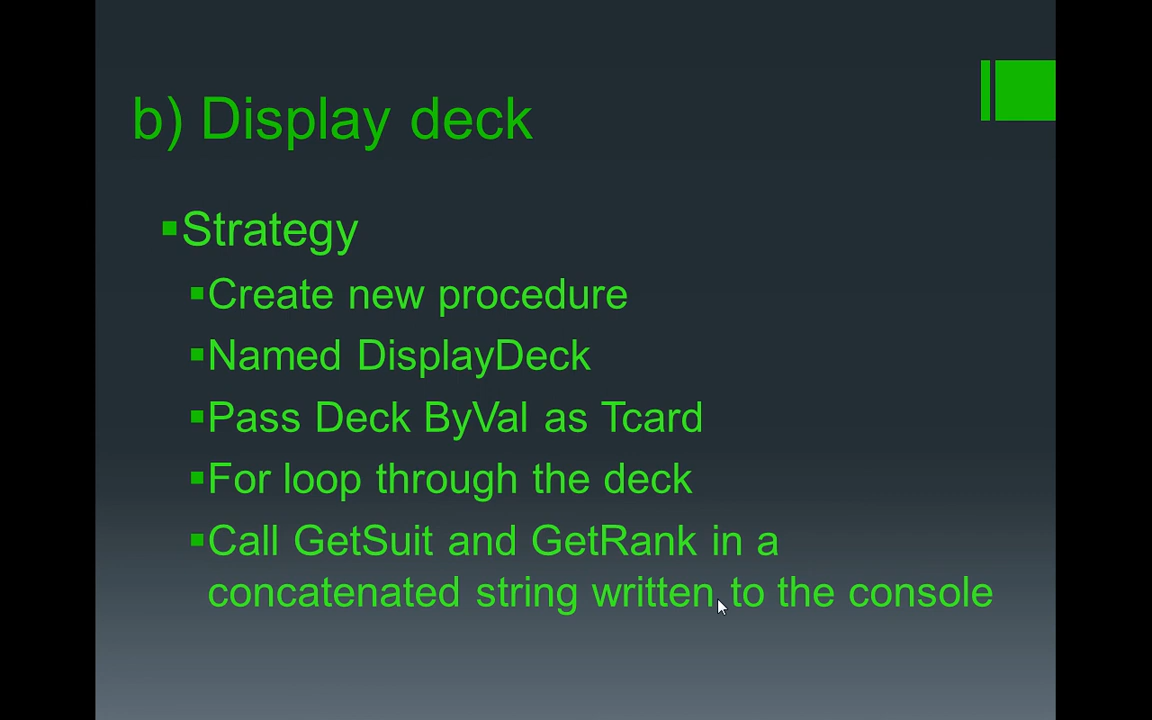 b) Display deck
▪Strategy
▪Create new procedure
▪Named DisplayDeck
▪Pass Deck ByVal as Tcard
▪For loop through the deck
▪Call GetSuit and GetRank in a
concatenated string written to the console